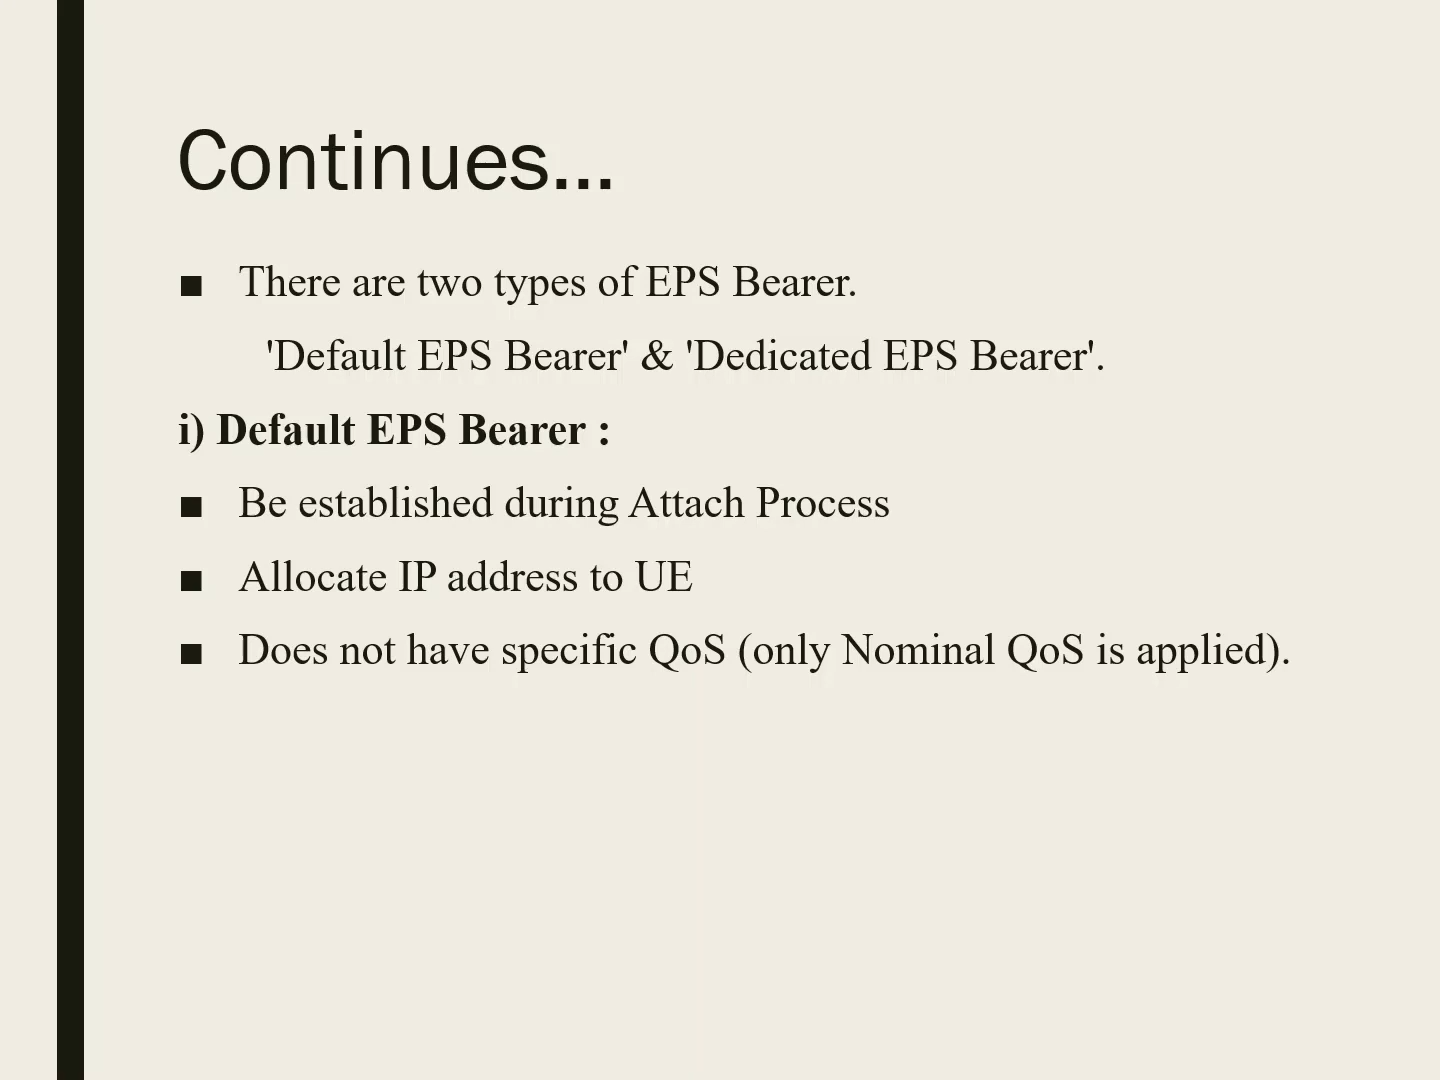 Continues...
■ There are two types of EPS Bearer.
'Default EPS Bearer' & 'Dedicated EPS Bearer'.
i) Default EPS Bearer :
■ Be established during Attach Process
■ Allocate IP address to UE
■ Does not have specific QoS (only Nominal QoS is applied).